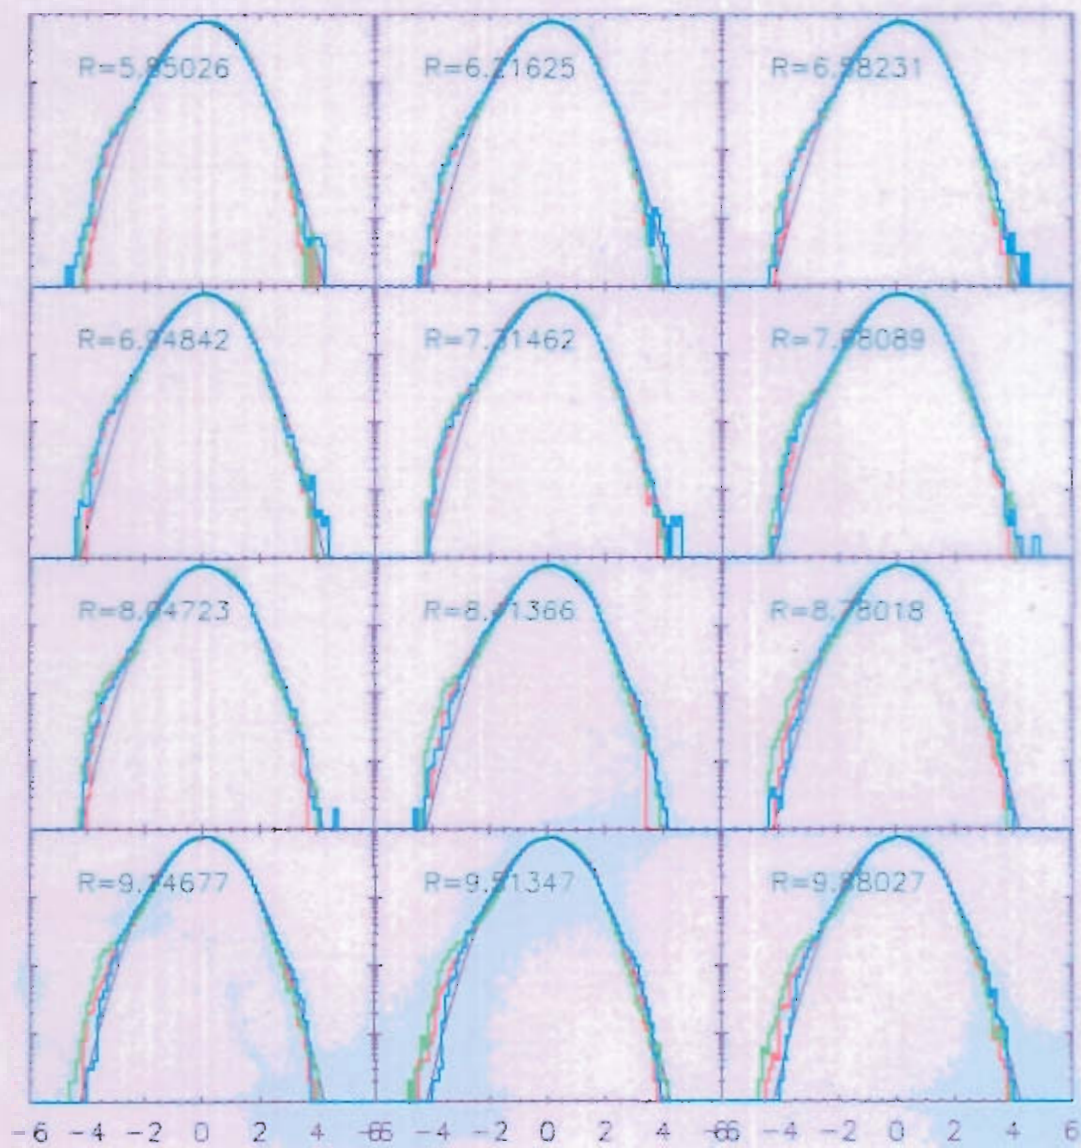 R=5.85026 R=6.21625 R=6.58231
R=6.94842 R=7.31462 R=7.68089
R=8.04723 R=8.41366 R=8.78018
R=9.14677 R=9.51347 R=9.88027
-6 -4 -2 0 2 4 6 -4 -2 0 2 4 6 -4 -2 0 2 4 6